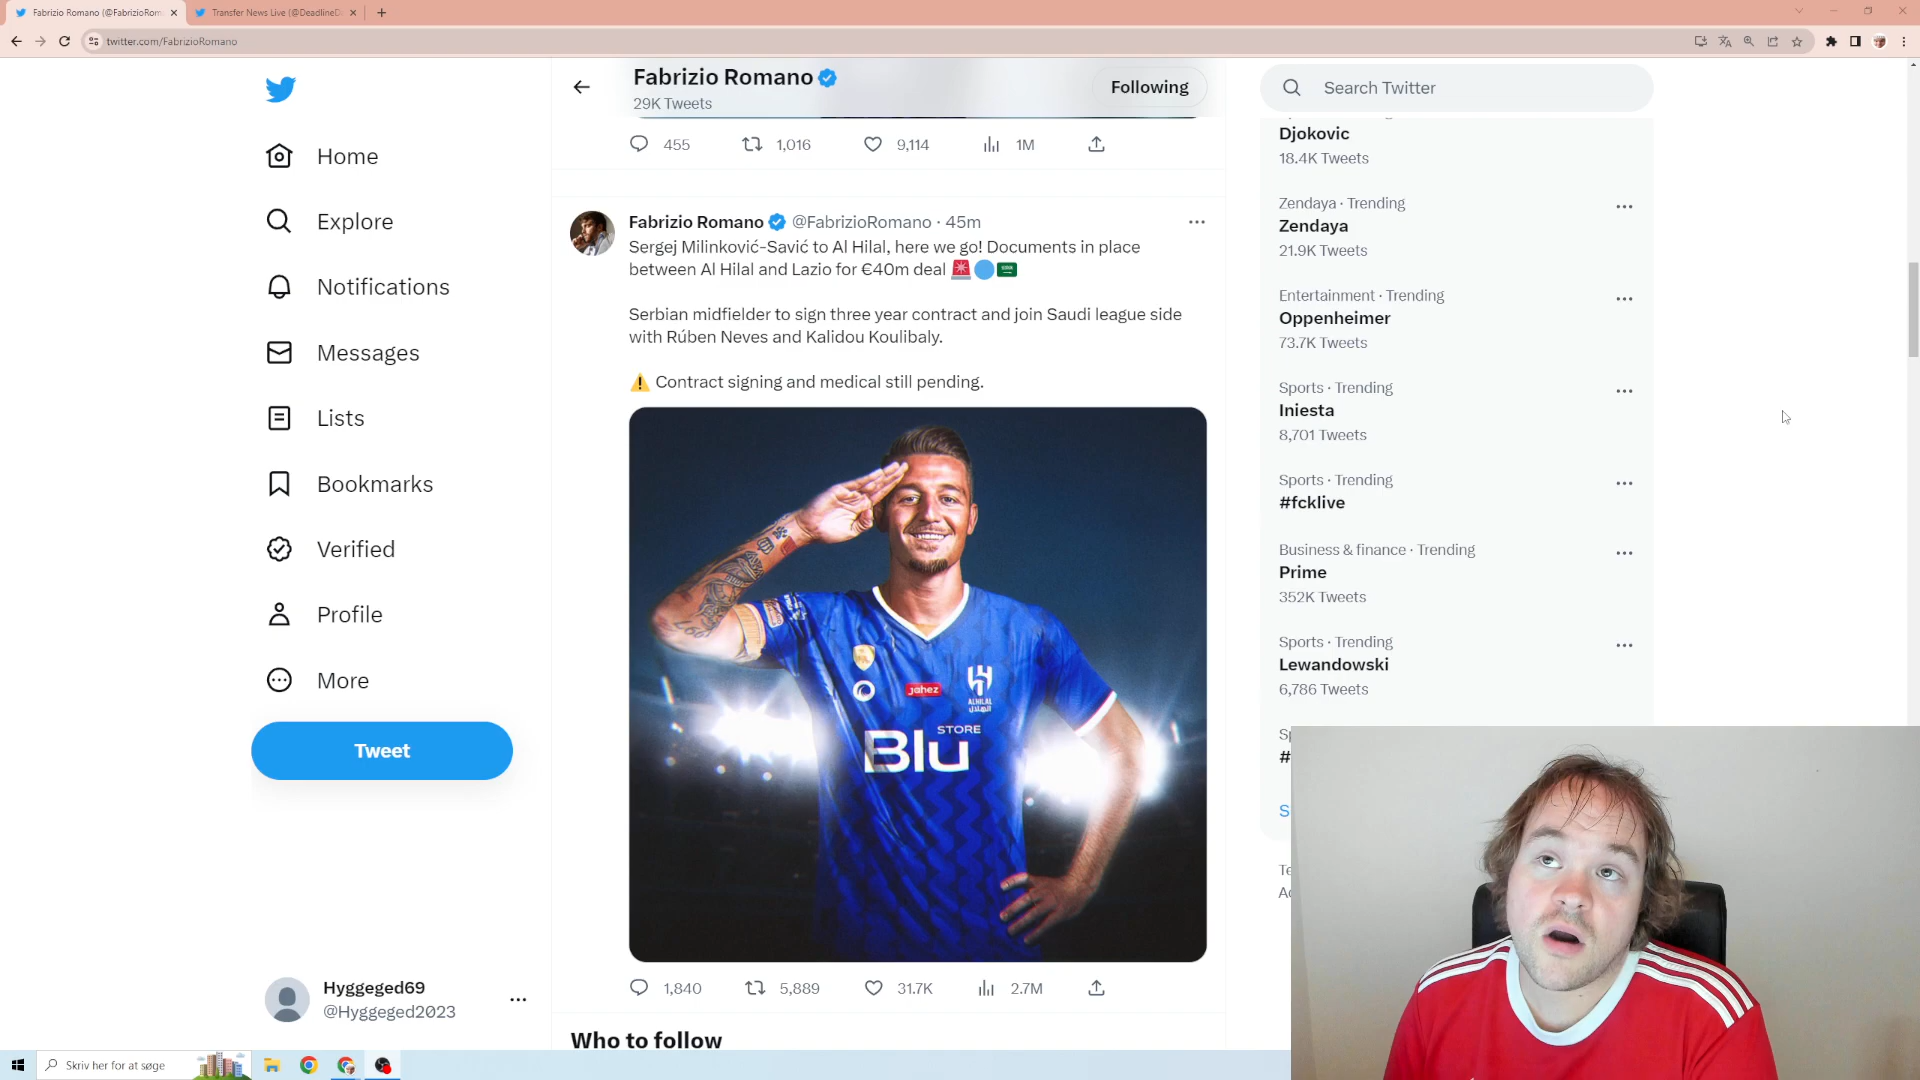 Fabrizio Romano (@FabrizioRom
Transfer News Live (@DeadlineD
twitter.com/FabrizioRomano
Fabrizio Romano
29K Tweets
Following
Search Twitter
Home
Explore
Notifications
Messages
Lists
Bookmarks
Verified
Profile
More
Tweet
Hyggeged69
@Hyggeged2023
455
1,016
9,114
1M
Fabrizio Romano @FabrizioRomano · 45m
Sergej Milinković-Savić to Al Hilal, here we go! Documents in place
between Al Hilal and Lazio for €40m deal
Serbian midfielder to sign three year contract and join Saudi league side
with Rúben Neves and Kalidou Koulibaly.
Contract signing and medical still pending.
jahez
ALHILAL
الهلال
STORE
Blu
1,840
5,889
31.7K
2.7M
Who to follow
Djokovic
18.4K Tweets
Zendaya · Trending
Zendaya
21.9K Tweets
Entertainment · Trending
Oppenheimer
73.7K Tweets
Sports · Trending
Iniesta
8,701 Tweets
Sports · Trending
#fcklive
Business & finance · Trending
Prime
352K Tweets
Sports · Trending
Lewandowski
6,786 Tweets
Sp
#
S
Te
Ac
Skriv her for at søge